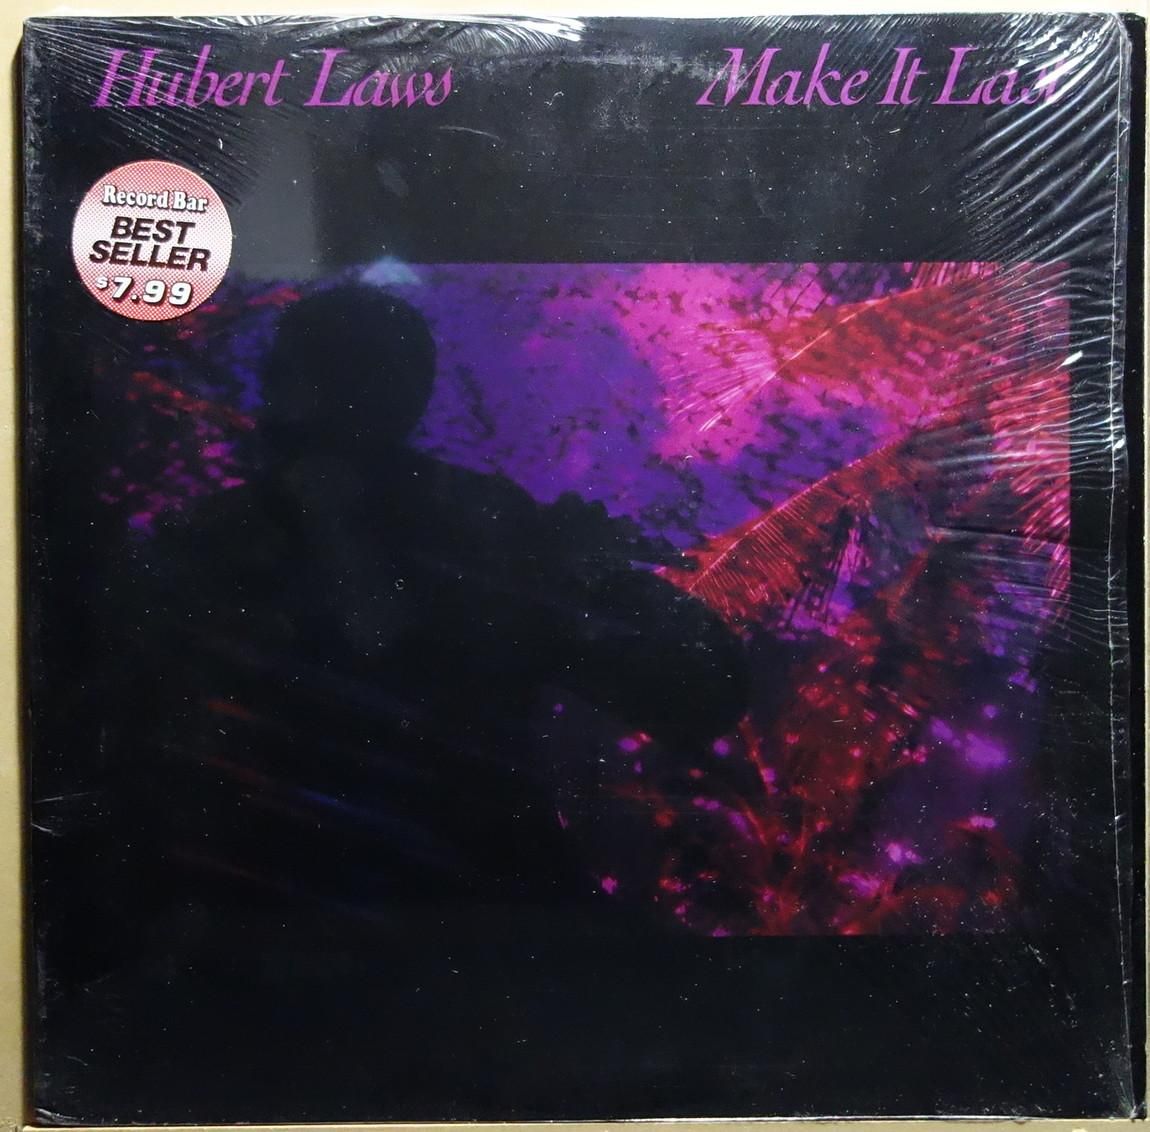 Hubert Laws
Make It Last
Record Bar
BEST
SELLER
$7.99